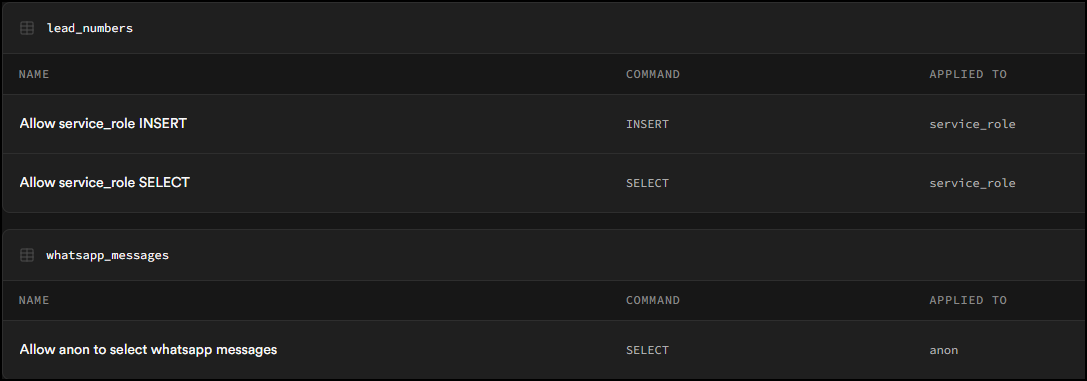 lead_numbers
NAME COMMAND APPLIED TO
Allow service_role INSERT INSERT service_role
Allow service_role SELECT SELECT service_role
whatsapp_messages
NAME COMMAND APPLIED TO
Allow anon to select whatsapp messages SELECT anon